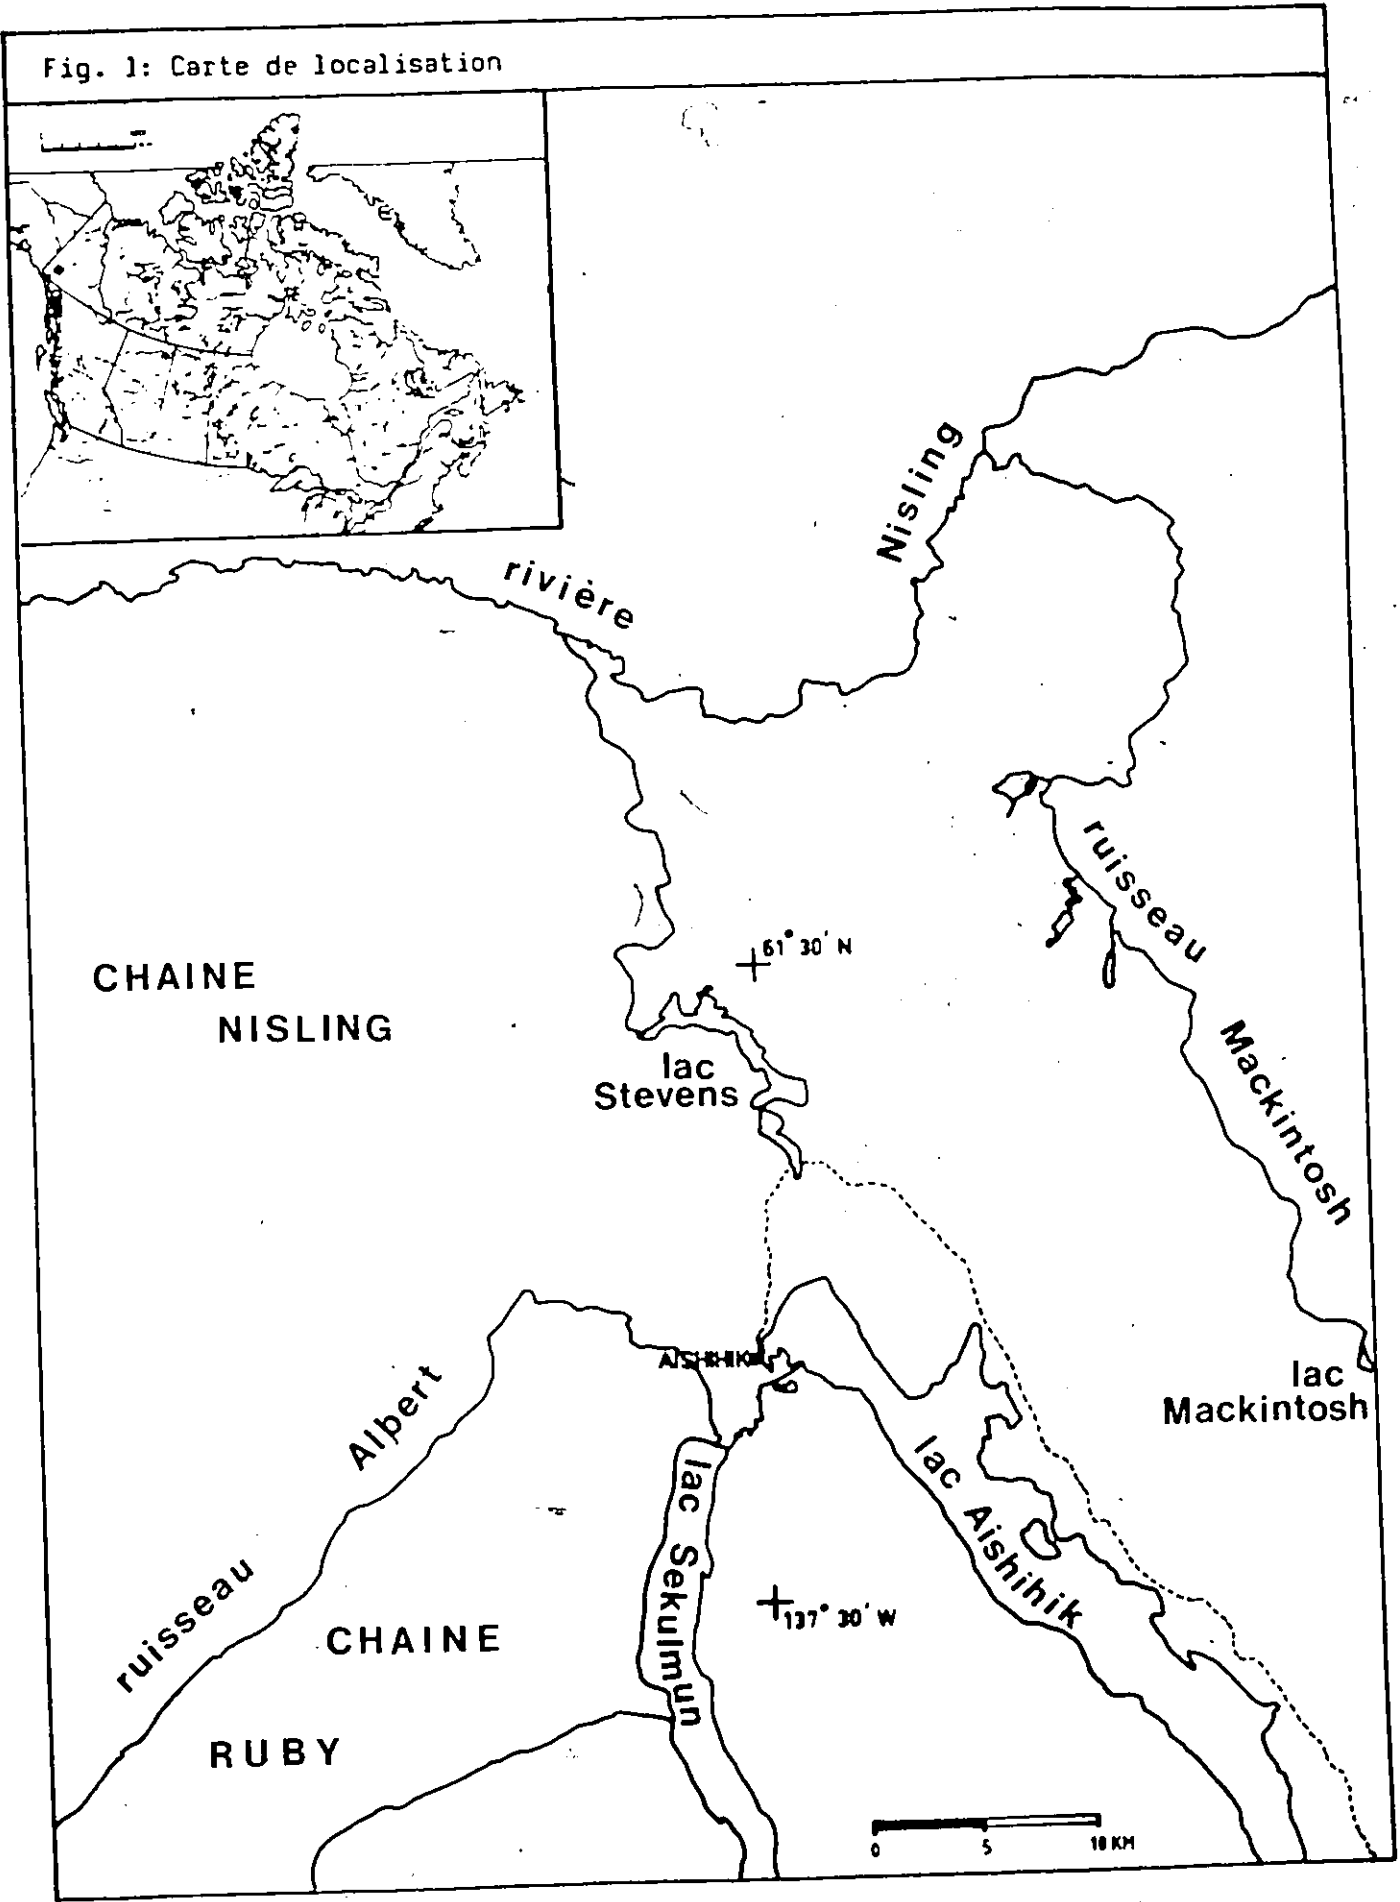 Fig. 1: Carte de localisation
rivière
Nisling
61° 30' N
ruisseau
Mackintosh
CHAINE
NISLING
lac
Stevens
lac
Mackintosh
AISHIHIK
ruisseau
Albert
lac Sekulmun
lac Aishihik
137° 30' W
CHAINE
RUBY
0 5 10 KM